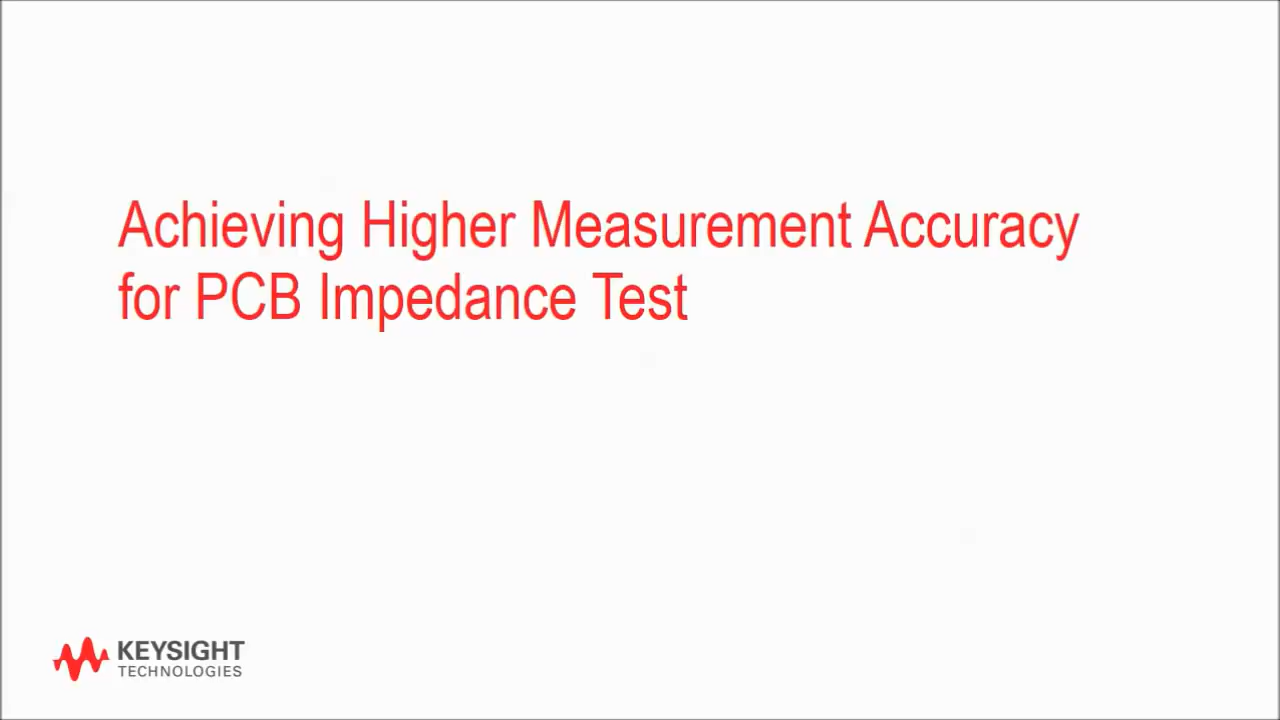 Achieving Higher Measurement Accuracy
for PCB Impedance Test
KEYSIGHT
TECHNOLOGIES